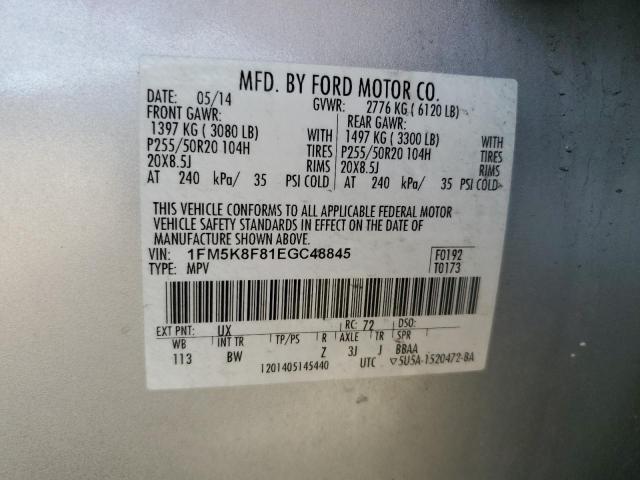 MFD. BY FORD MOTOR CO.
DATE: 05/14 GVWR: 2776 KG ( 6120 LB)
FRONT GAWR: REAR GAWR:
1397 KG ( 3080 LB) WITH 1497 KG ( 3300 LB) WITH
P255/50R20 104H TIRES P255/50R20 104H TIRES
20X8.5J RIMS 20X8.5J RIMS
AT 240 kPa/ 35 PSI COLD AT 240 kPa/ 35 PSI COLD
THIS VEHICLE CONFORMS TO ALL APPLICABLE FEDERAL MOTOR
VEHICLE SAFETY STANDARDS IN EFFECT ON THE DATE OF
MANUFACTURE SHOWN ABOVE.
VIN: 1FM5K8F81EGC48845 F0192
TYPE: MPV T0173
EXT PNT: UX RC: 72 DSO:
WB INT TR TP/PS R AXLE TR SPR
113 BW Z 3J J BBAA
1201405145440 UTC ▽5U5A-1520472-BA